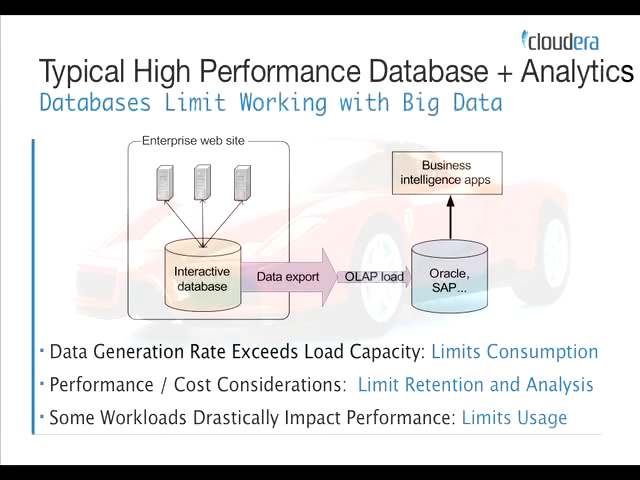 cloudera
Typical High Performance Database + Analytics
Databases Limit Working with Big Data
Enterprise web site
Business
intelligence apps
Interactive
database
Data export
OLAP load
Oracle,
SAP...
· Data Generation Rate Exceeds Load Capacity: Limits Consumption
· Performance / Cost Considerations: Limit Retention and Analysis
· Some Workloads Drastically Impact Performance: Limits Usage